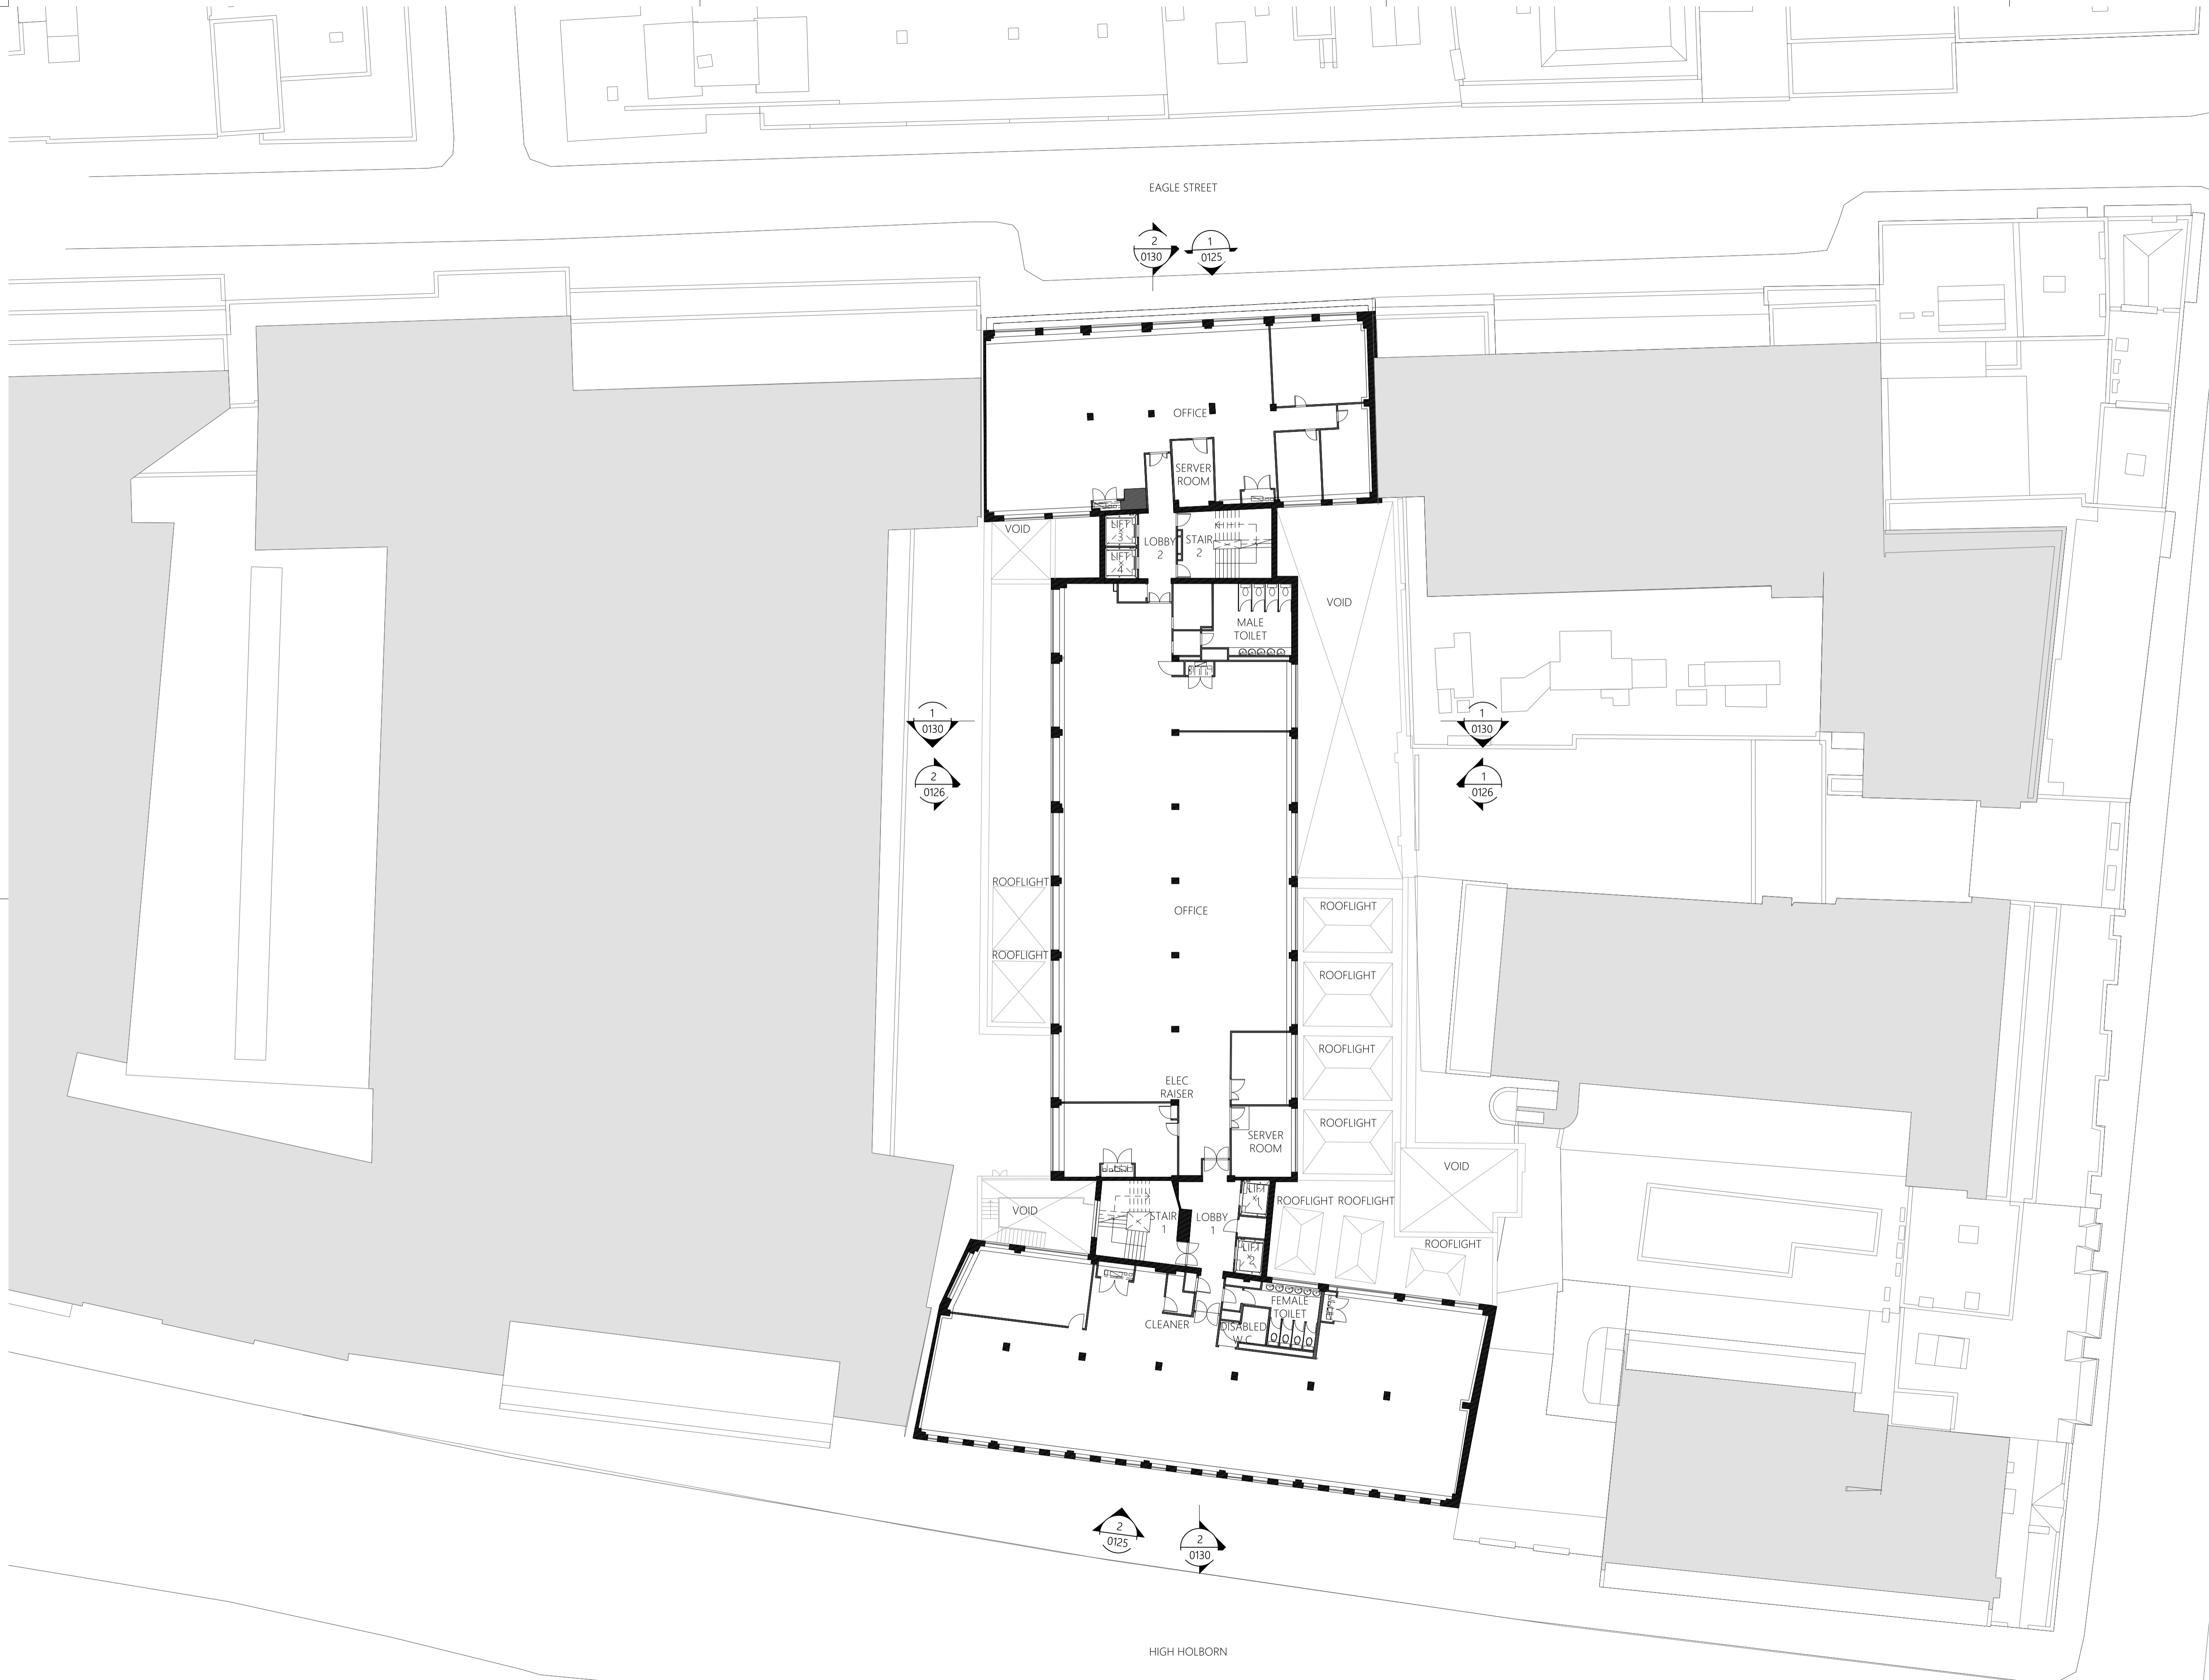 EAGLE STREET
2
0130
1
0125
OFFICE
SERVER
ROOM
VOID
LIFT
3
LIFT
4
LOBBY
2
STAIR
2
VOID
MALE
TOILET
1
0130
1
0130
2
0126
1
0126
ROOFLIGHT
OFFICE
ROOFLIGHT
ROOFLIGHT
ROOFLIGHT
ROOFLIGHT
ELEC
RAISER
ROOFLIGHT
SERVER
ROOM
VOID
VOID
STAIR
1
LOBBY
1
LIFT
1
ROOFLIGHT ROOFLIGHT
LIFT
2
ROOFLIGHT
CLEANER
FEMALE
TOILET
DISABLED
W.C
2
0125
2
0130
HIGH HOLBORN